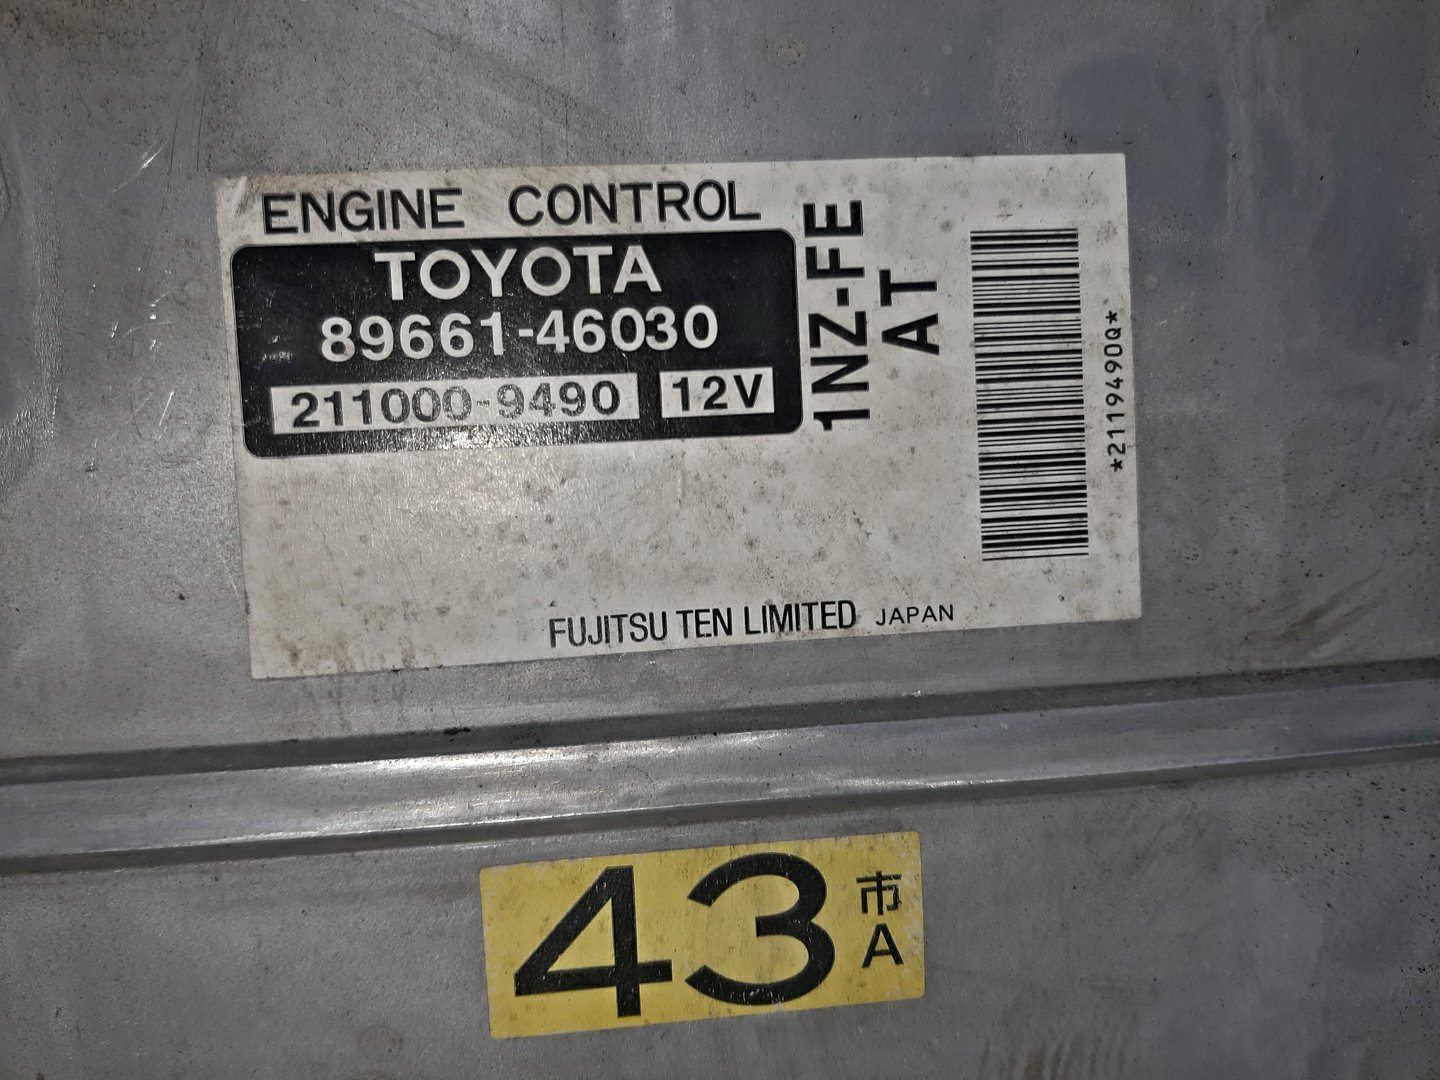 ENGINE CONTROL
TOYOTA
89661-46030
211000-9490 12V
1NZ-FE
AT
*2119490Q*
FUJITSU TEN LIMITED JAPAN
43 市
A